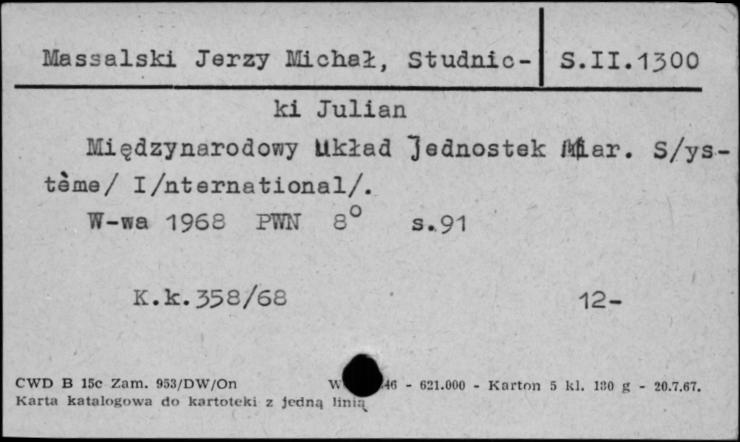 Massalski Jerzy Michał, Studnic- S.II.1300
ki Julian
Międzynarodowy Układ Jednostek Miar. S/ys-
tème/ I/nternational/.
W-wa 1968 PWN 8° s.91
K.k.358/68 12-
CWD B 15c Zam. 953/DW/On 46 - 621.000 - Karton 5 kl. 130 g - 20.7.67.
Karta katalogowa do kartoteki z jedną linią